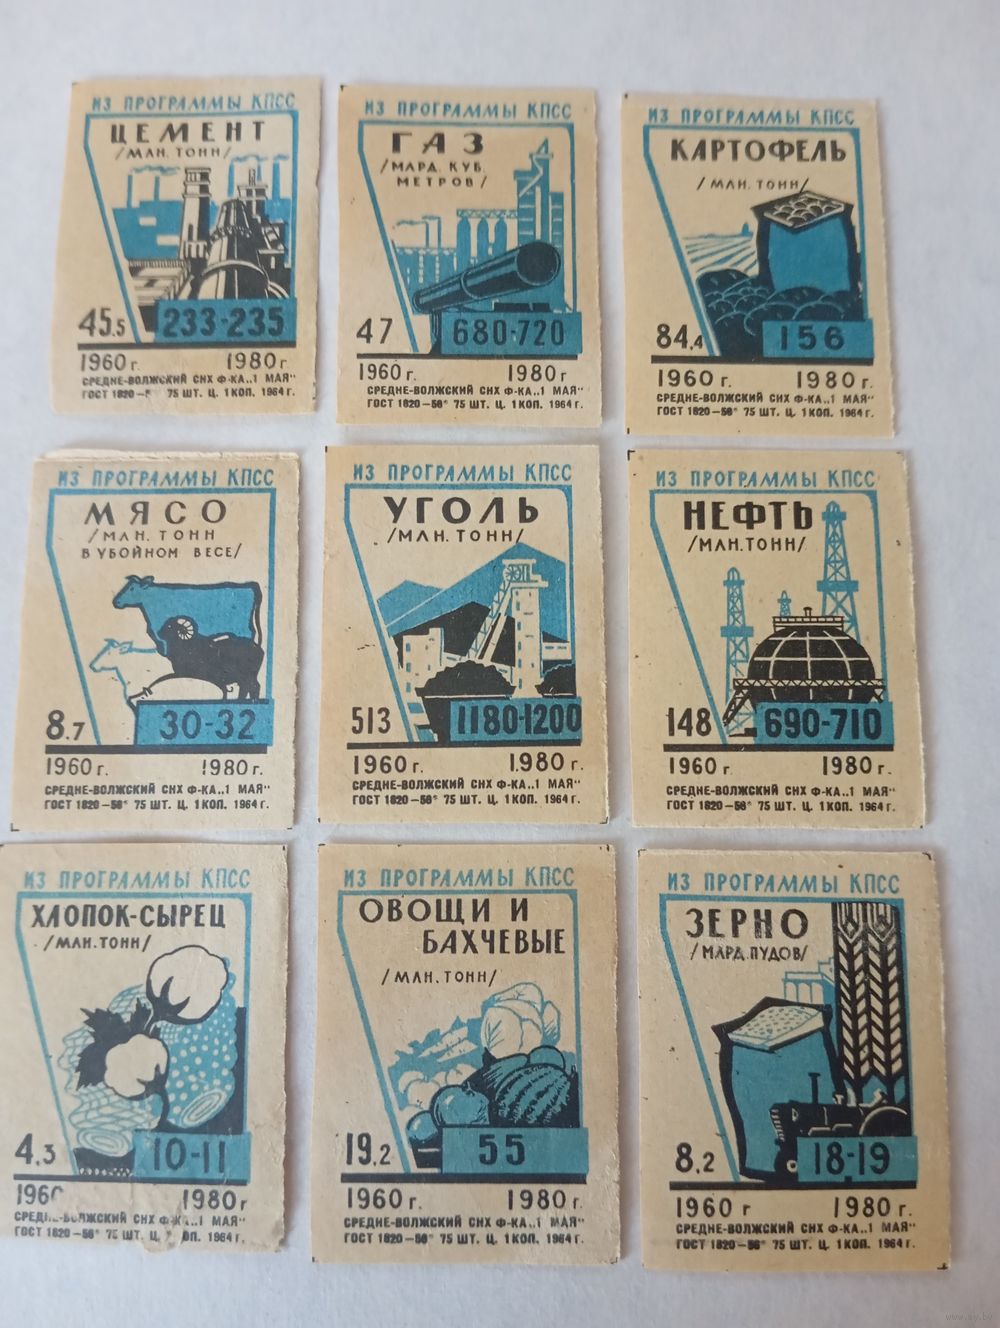 ИЗ ПРОГРАММЫ КПСС
ЦЕМЕНТ
/МЛН. ТОНН/
45.5 233-235
1960 г. 1980 г
СРЕДНЕ-ВОЛЖСКИЙ СНХ Ф-КА „1 МАЯ"
ГОСТ 1820 75 ШТ. Ц. 1 КОП. 1964 г.
ИЗ ПРОГРАММЫ КПСС
ГАЗ
/МЛРД. КУБ.
МЕТРОВ/
47 680-720
1960 г. 1980 г
СРЕДНЕ-ВОЛЖСКИЙ СНХ Ф-КА „1 МАЯ"
ГОСТ 1820-56* 75 ШТ. Ц. 1 КОП. 1964 г.
ИЗ ПРОГРАММЫ КПСС
КАРТОФЕЛЬ
/МЛН. ТОНН/
84,4 156
1960 г. 1980 г.
СРЕДНЕ-ВОЛЖСКИЙ СНХ Ф-КА „1 МАЯ"
ГОСТ 1820-56* 75 ШТ. Ц. 1 КОП. 1964 г.
ИЗ ПРОГРАММЫ КПСС
МЯСО
/МЛН. ТОНН
В УБОЙНОМ ВЕСЕ/
8.7 30-32
1960 г. 1980 г.
СРЕДНЕ-ВОЛЖСКИЙ СНХ Ф-КА „1 МАЯ"
ГОСТ 1820-56* 75 ШТ. Ц. 1 КОП. 1964 г.
ИЗ ПРОГРАММЫ КПСС
УГОЛЬ
/МЛН. ТОНН/
513 1180-1200
1960 г. 1980 г.
СРЕДНЕ-ВОЛЖСКИЙ СНХ Ф-КА „1 МАЯ"
ГОСТ 1820-56* 75 ШТ. Ц. 1 КОП. 1964 г.
ИЗ ПРОГРАММЫ КПСС
НЕФТЬ
/МЛН. ТОНН/
148 690-710
1960 г. 1980 г.
СРЕДНЕ-ВОЛЖСКИЙ СНХ Ф-КА „1 МАЯ"
ГОСТ 1820-56* 75 ШТ. Ц. 1 КОП. 1964 г.
ИЗ ПРОГРАММЫ КПСС
ХЛОПОК-СЫРЕЦ
/МЛН. ТОНН/
4.3 10-11
1980 г
СНХ МАЯ"
ГОСТ 1820-56* 75 ШТ. Ц. 1964 г.
ИЗ ПРОГРАММЫ КПСС
ОВОЩИ И
БАХЧЕВЫЕ
/МЛН. ТОНН/
19.2 55
1960 г. 1980 г.
СРЕДНЕ-ВОЛЖСКИЙ СНХ Ф-КА „1 МАЯ"
ГОСТ 1820-56* 75 ШТ. Ц. 1 КОП. 1964 г.
ИЗ ПРОГРАММЫ КПСС
ЗЕРНО
/МЛРД. ПУДОВ/
8,2 18-19
1960 г 1980 г.
СРЕДНЕ-ВОЛЖСКИЙ СНХ Ф-КА „1 МАЯ"
ГОСТ 1820-56* 75 ШТ. Ц. 1 КОП. 1964 г.